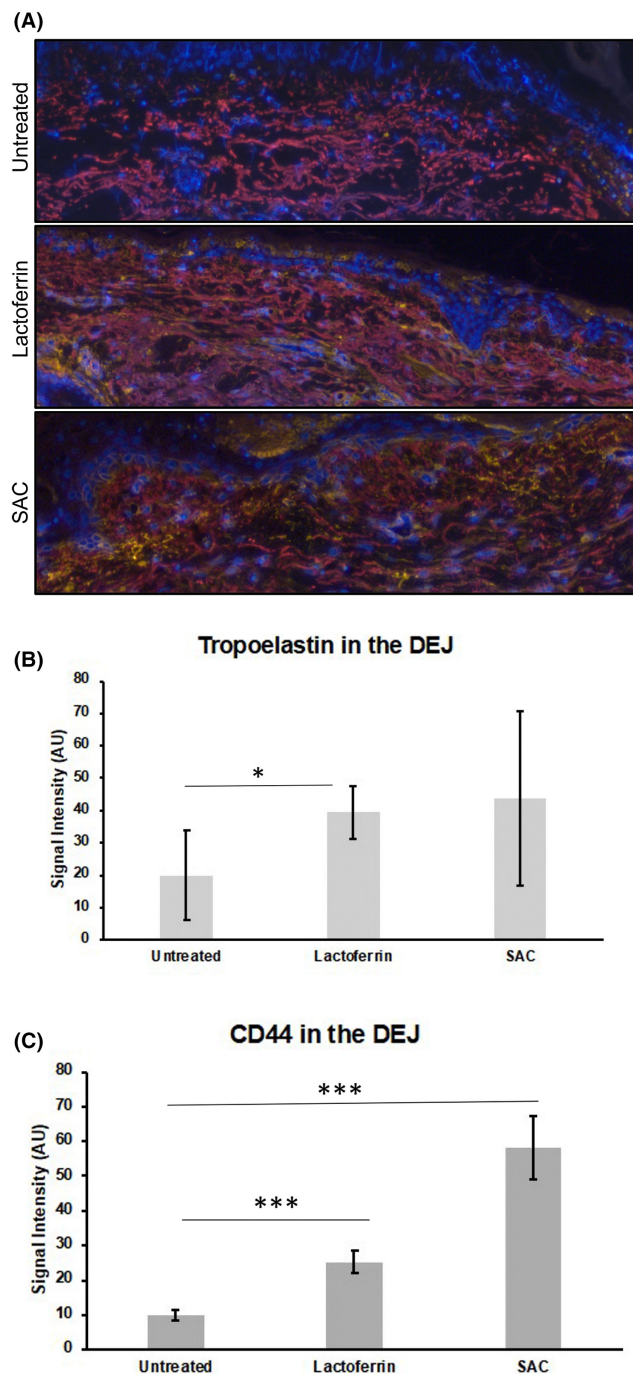 (A)
Untreated
Lactoferrin
SAC
(B)
Tropoelastin in the DEJ
Signal Intensity (AU)
80
70
60
50
40
30
20
10
0
*
Untreated Lactoferrin SAC
(C)
CD44 in the DEJ
Signal Intensity (AU)
80
70
60
50
40
30
20
10
0
***
***
Untreated Lactoferrin SAC